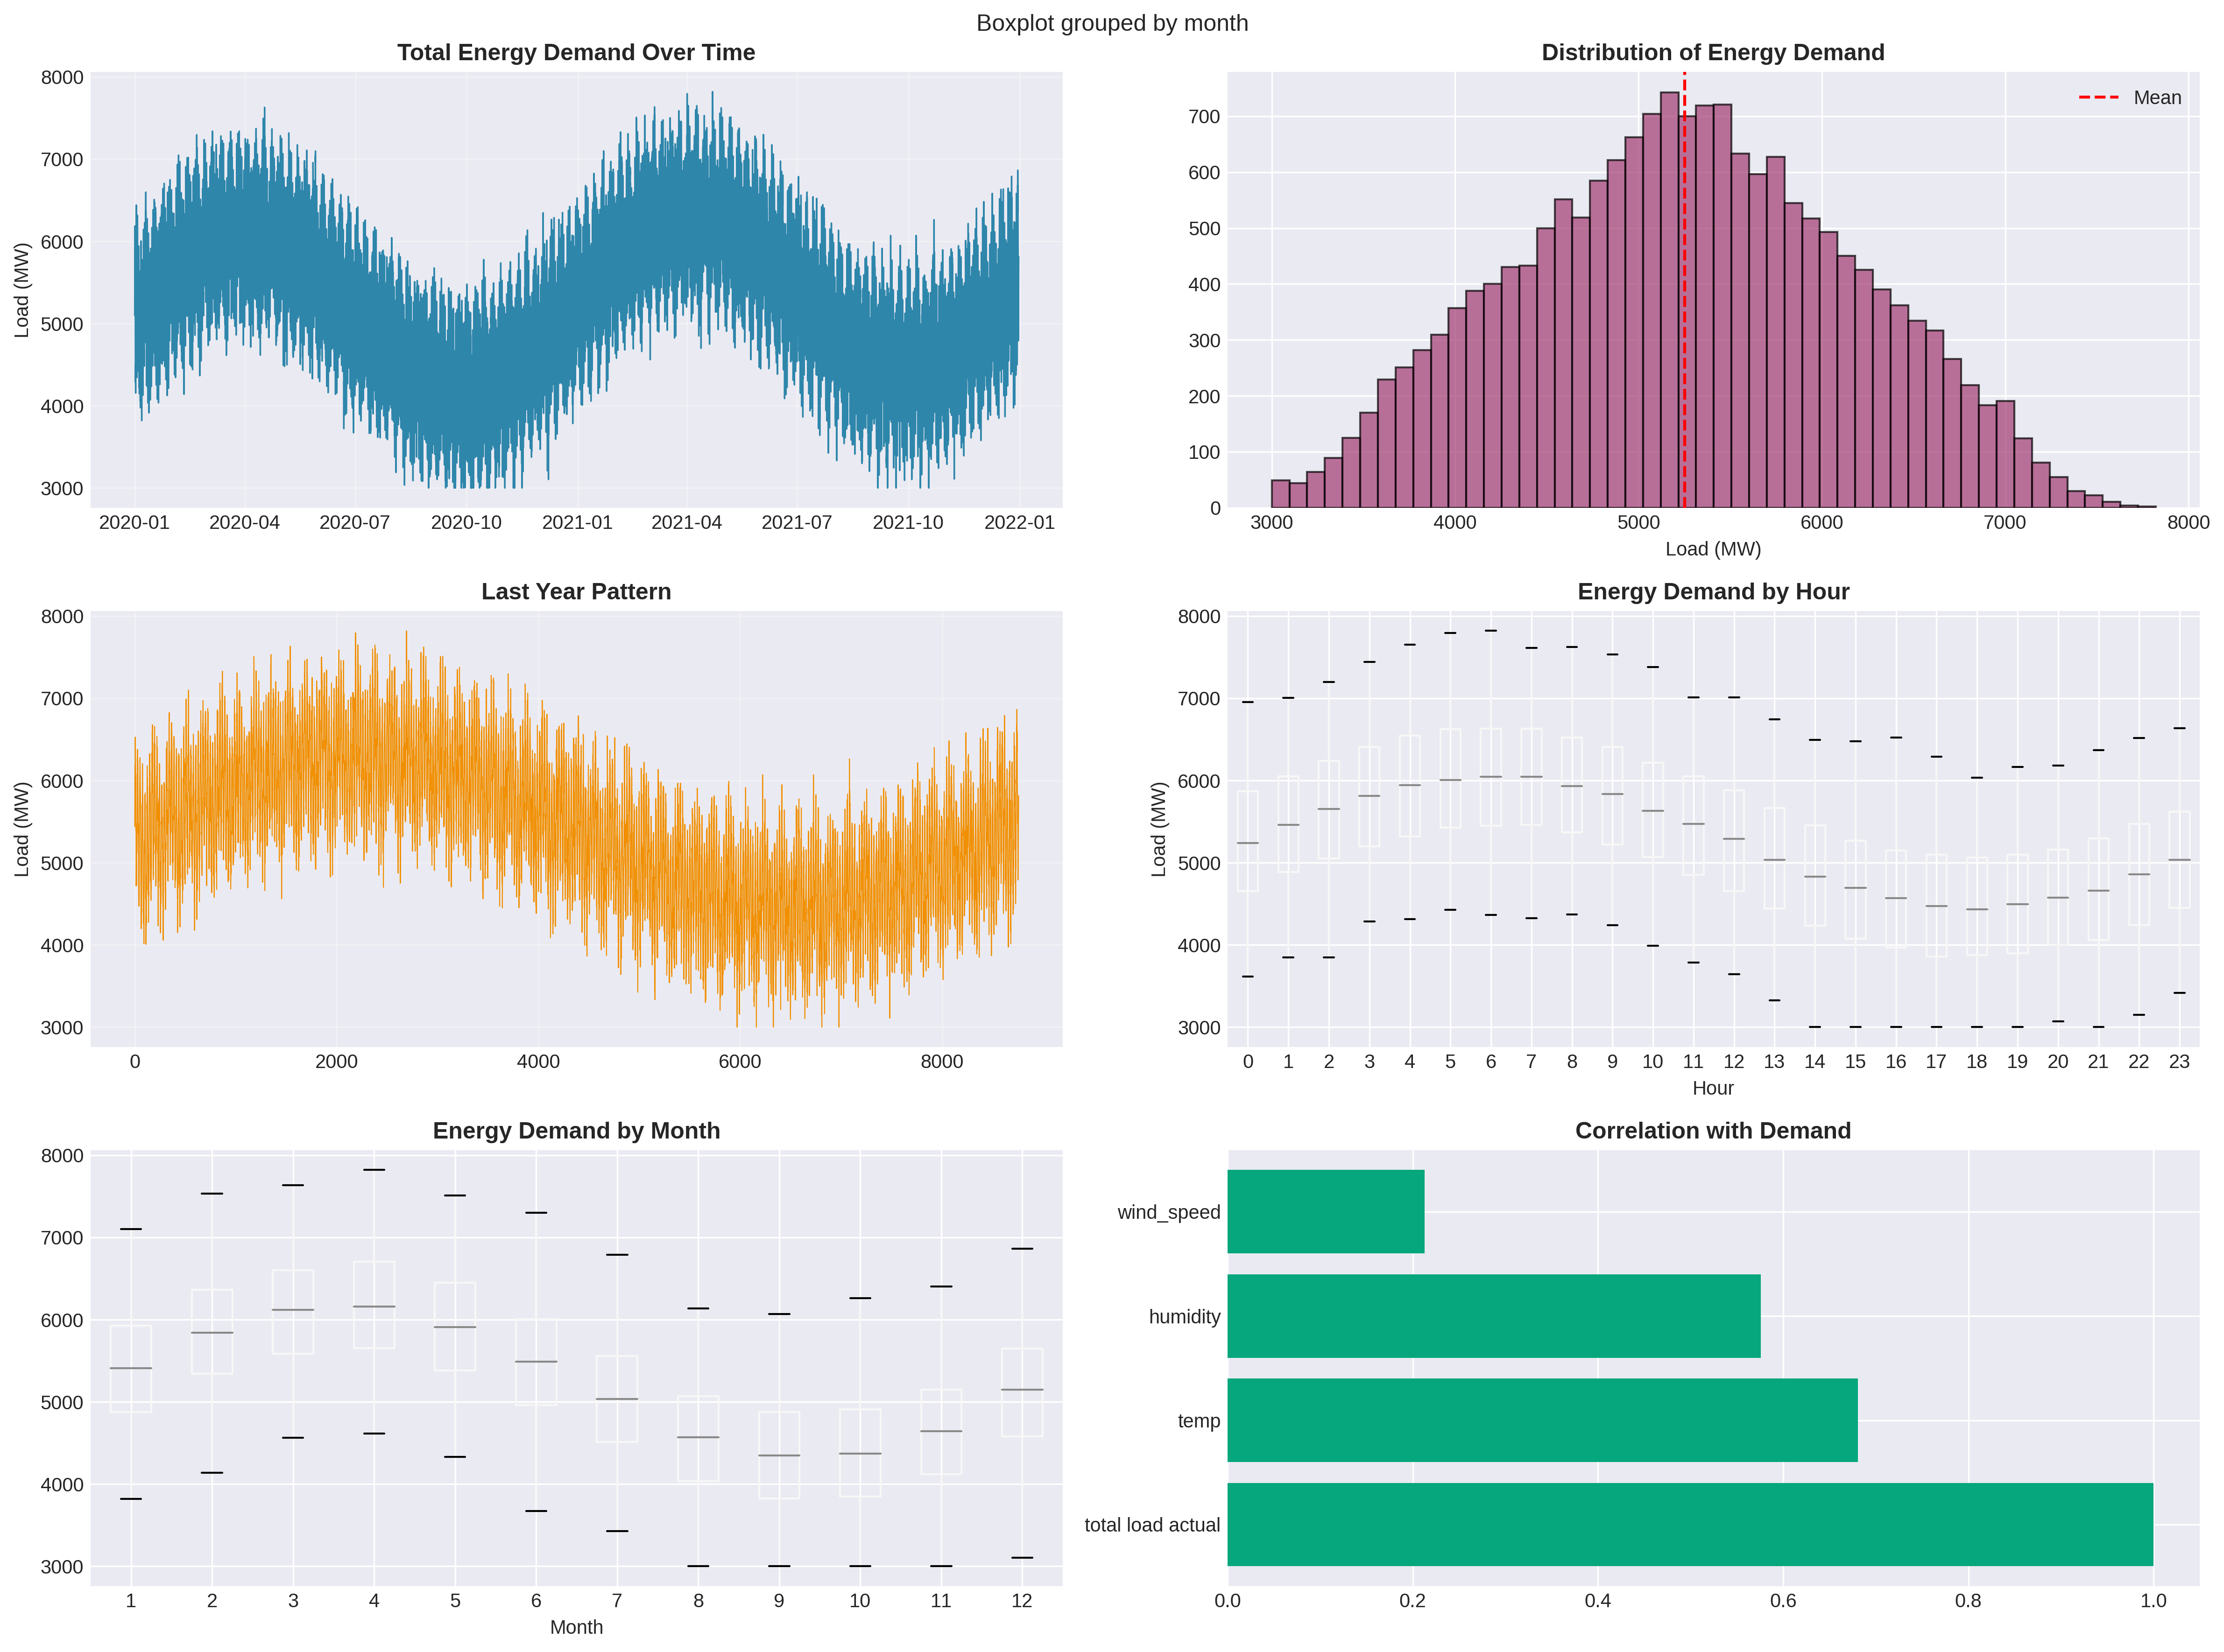 Boxplot grouped by month
Total Energy Demand Over Time
8000
7000
6000
5000
4000
3000
Load (MW)
2020-01 2020-04 2020-07 2020-10 2021-01 2021-04 2021-07 2021-10 2022-01
Distribution of Energy Demand
Mean
700
600
500
400
300
200
100
0
3000 4000 5000 6000 7000 8000
Load (MW)
Last Year Pattern
8000
7000
6000
5000
4000
3000
Load (MW)
0 2000 4000 6000 8000
Energy Demand by Hour
8000
7000
6000
5000
4000
3000
Load (MW)
0 1 2 3 4 5 6 7 8 9 10 11 12 13 14 15 16 17 18 19 20 21 22 23
Hour
Energy Demand by Month
8000
7000
6000
5000
4000
3000
1 2 3 4 5 6 7 8 9 10 11 12
Month
Correlation with Demand
wind_speed
humidity
temp
total load actual
0.0 0.2 0.4 0.6 0.8 1.0